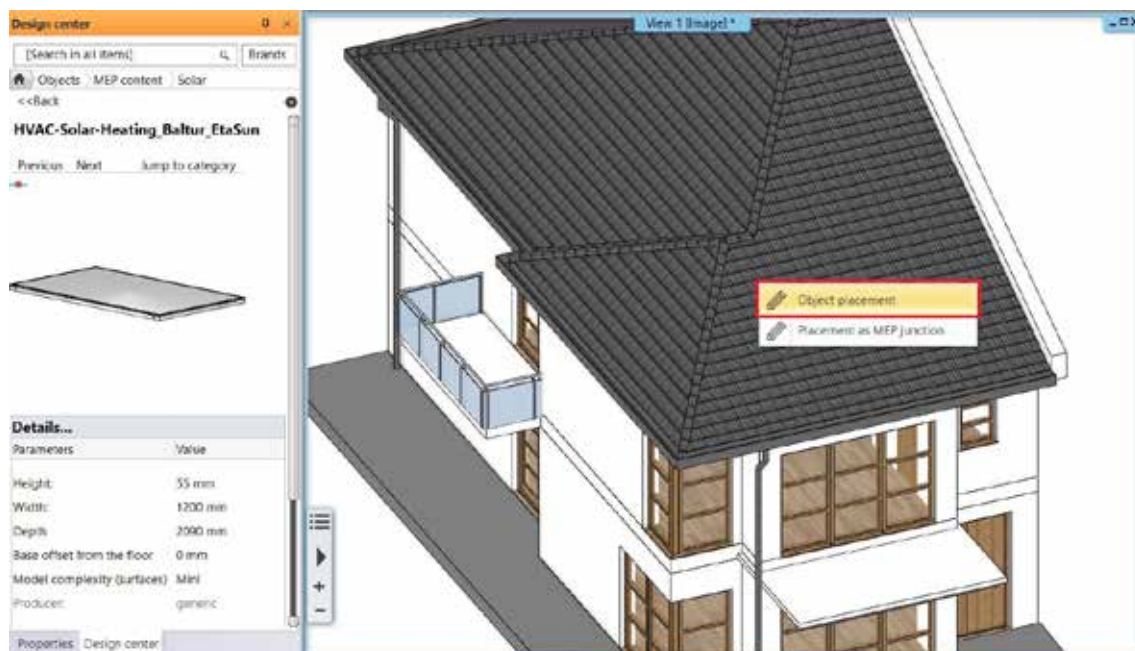 Design center
View 1 [Image] *
[Search in all items]
Brands
Objects MEP content Solar
<<Back
HVAC-Solar-Heating_Baltur_EtaSun
Previous Next Jump to category
Object placement
Placement as MEP junction
Details...
Parameters Value
Height: 55 mm
Width: 1200 mm
Depth 2090 mm
Base offset from the floor 0 mm
Model complexity (surfaces) Mini
Producer: generic
Properties Design center